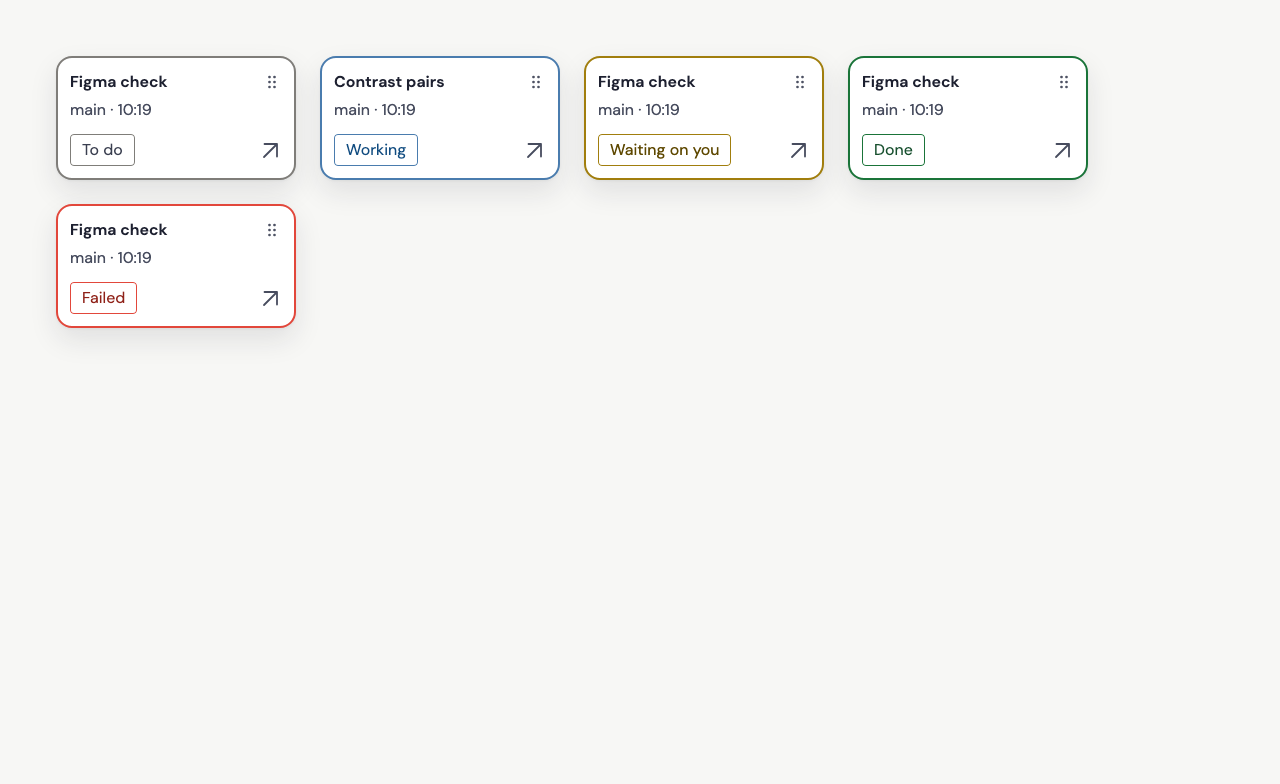 Figma check
main · 10:19
To do
Contrast pairs
main · 10:19
Working
Figma check
main · 10:19
Waiting on you
Figma check
main · 10:19
Done
Figma check
main · 10:19
Failed